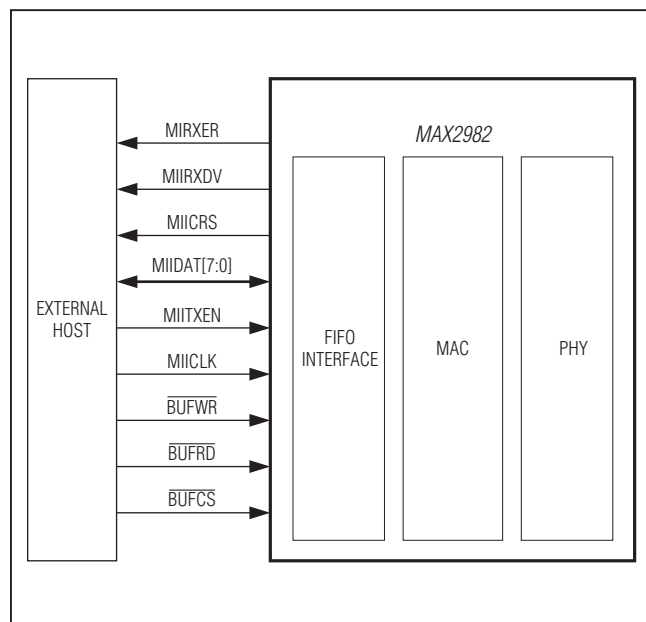 MIRXER
MAX2982
MIIRXDV
MIICRS
MIIDAT[7:0]
EXTERNAL
HOST
MIITXEN
FIFO
INTERFACE
MAC
PHY
MIICLK
BUFWR
BUFRD
BUFCS